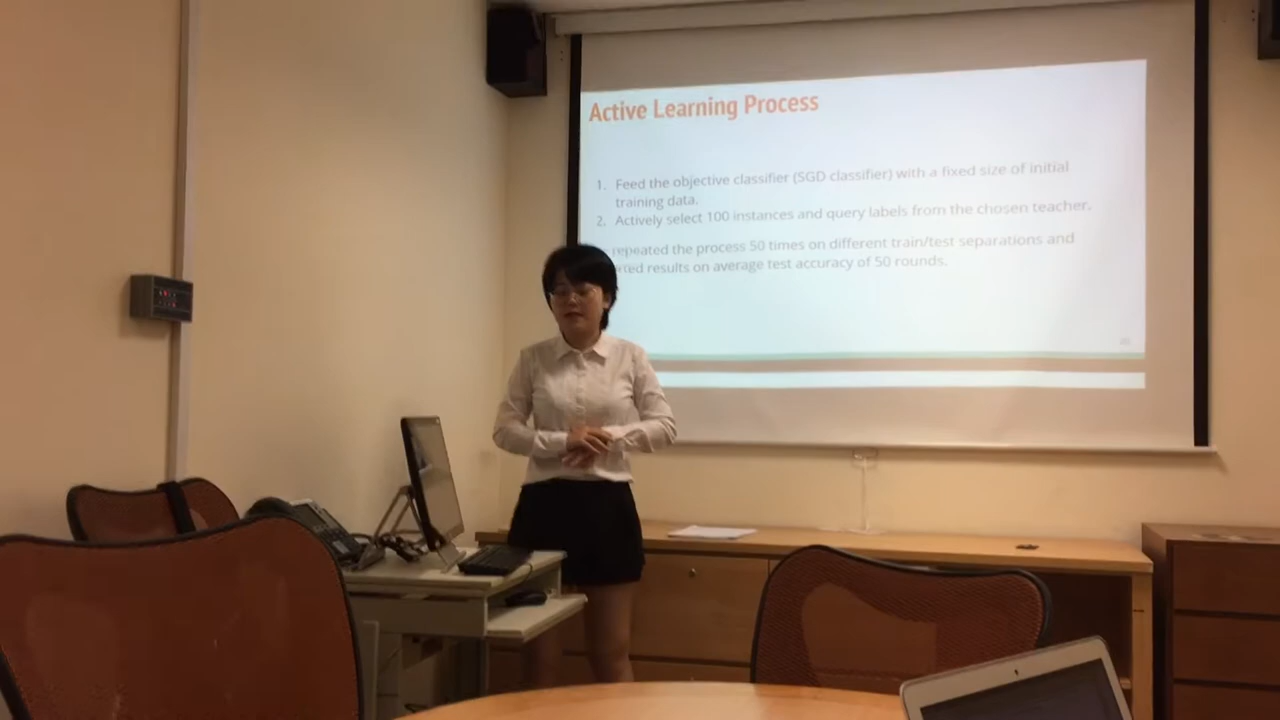 Active Learning Process
1. Feed the objective classifier (SGD classifier) with a fixed size of initial
training data.
2. Actively select 100 instances and query labels from the chosen teacher.
repeated the process 50 times on different train/test separations and
results on average test accuracy of 50 rounds.